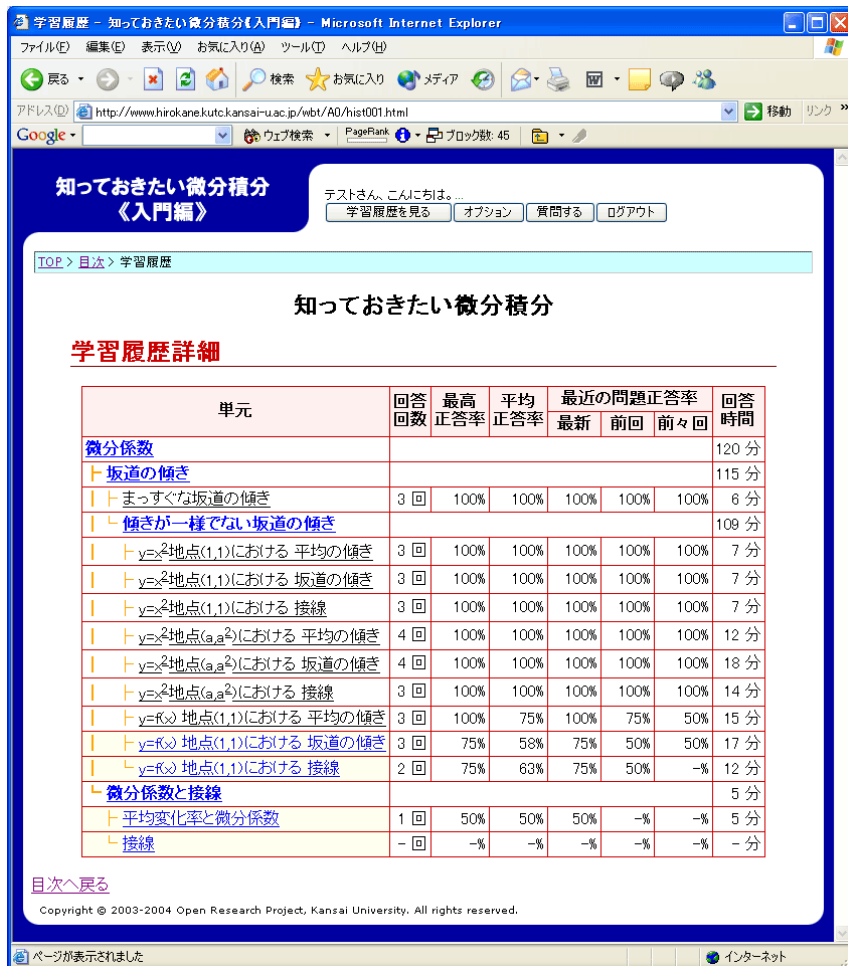 学習履歴 - 知っておきたい微分積分《入門編》 - Microsoft Internet Explorer
ファイル(F) 編集(E) 表示(V) お気に入り(A) ツール(T) ヘルプ(H)
戻る 検索 お気に入り メディア
アドレス(D) http://www.hirokane.kutc.kansai-u.ac.jp/wbt/A0/hist001.html 移動 リンク »
Google ウェブ検索 PageRank ブロック数: 45
知っておきたい微分積分
《入門編》
テストさん、こんにちは。...
学習履歴を見る オプション 質問する ログアウト
TOP > 目次 > 学習履歴
知っておきたい微分積分
学習履歴詳細
単元 回答回数 最高正答率 平均正答率 最近の問題正答率 回答時間
最新 前回 前々回
微分係数 120 分
├ 坂道の傾き 115 分
| ├ まっすぐな坂道の傾き 3 回 100% 100% 100% 100% 100% 6 分
| └ 傾きが一様でない坂道の傾き 109 分
| ├ y=x²地点(1,1)における 平均の傾き 3 回 100% 100% 100% 100% 100% 7 分
| ├ y=x²地点(1,1)における 坂道の傾き 3 回 100% 100% 100% 100% 100% 7 分
| ├ y=x²地点(1,1)における 接線 3 回 100% 100% 100% 100% 100% 7 分
| ├ y=x²地点(a,a²)における 平均の傾き 4 回 100% 100% 100% 100% 100% 12 分
| ├ y=x²地点(a,a²)における 坂道の傾き 4 回 100% 100% 100% 100% 100% 18 分
| ├ y=x²地点(a,a²)における 接線 3 回 100% 100% 100% 100% 100% 14 分
| ├ y=f(x) 地点(1,1)における 平均の傾き 3 回 100% 75% 100% 75% 50% 15 分
| ├ y=f(x) 地点(1,1)における 坂道の傾き 3 回 75% 58% 75% 50% 50% 17 分
| └ y=f(x) 地点(1,1)における 接線 2 回 75% 63% 75% 50% -% 12 分
└ 微分係数と接線 5 分
├ 平均変化率と微分係数 1 回 50% 50% 50% -% -% 5 分
└ 接線 - 回 -% -% -% -% -% - 分
目次へ戻る
Copyright © 2003-2004 Open Research Project, Kansai University. All rights reserved.
ページが表示されました インターネット